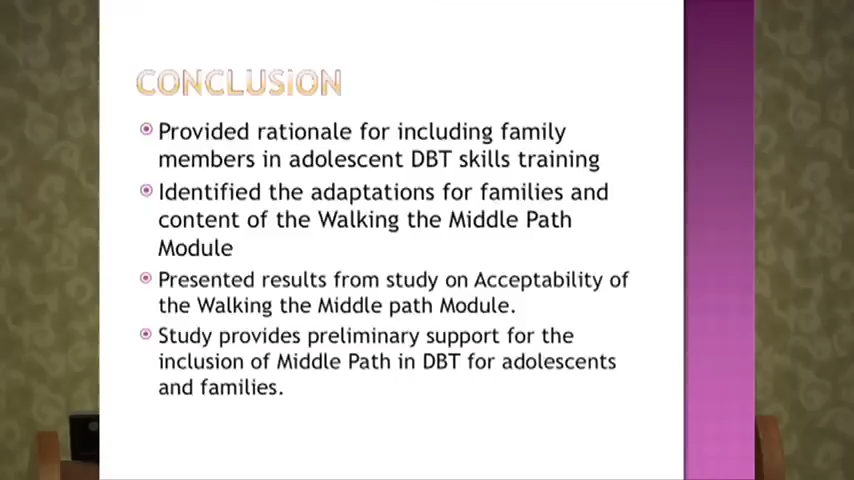 CONCLUSION
Provided rationale for including family
members in adolescent DBT skills training
Identified the adaptations for families and
content of the Walking the Middle Path
Module
Presented results from study on Acceptability of
the Walking the Middle path Module.
Study provides preliminary support for the
inclusion of Middle Path in DBT for adolescents
and families.